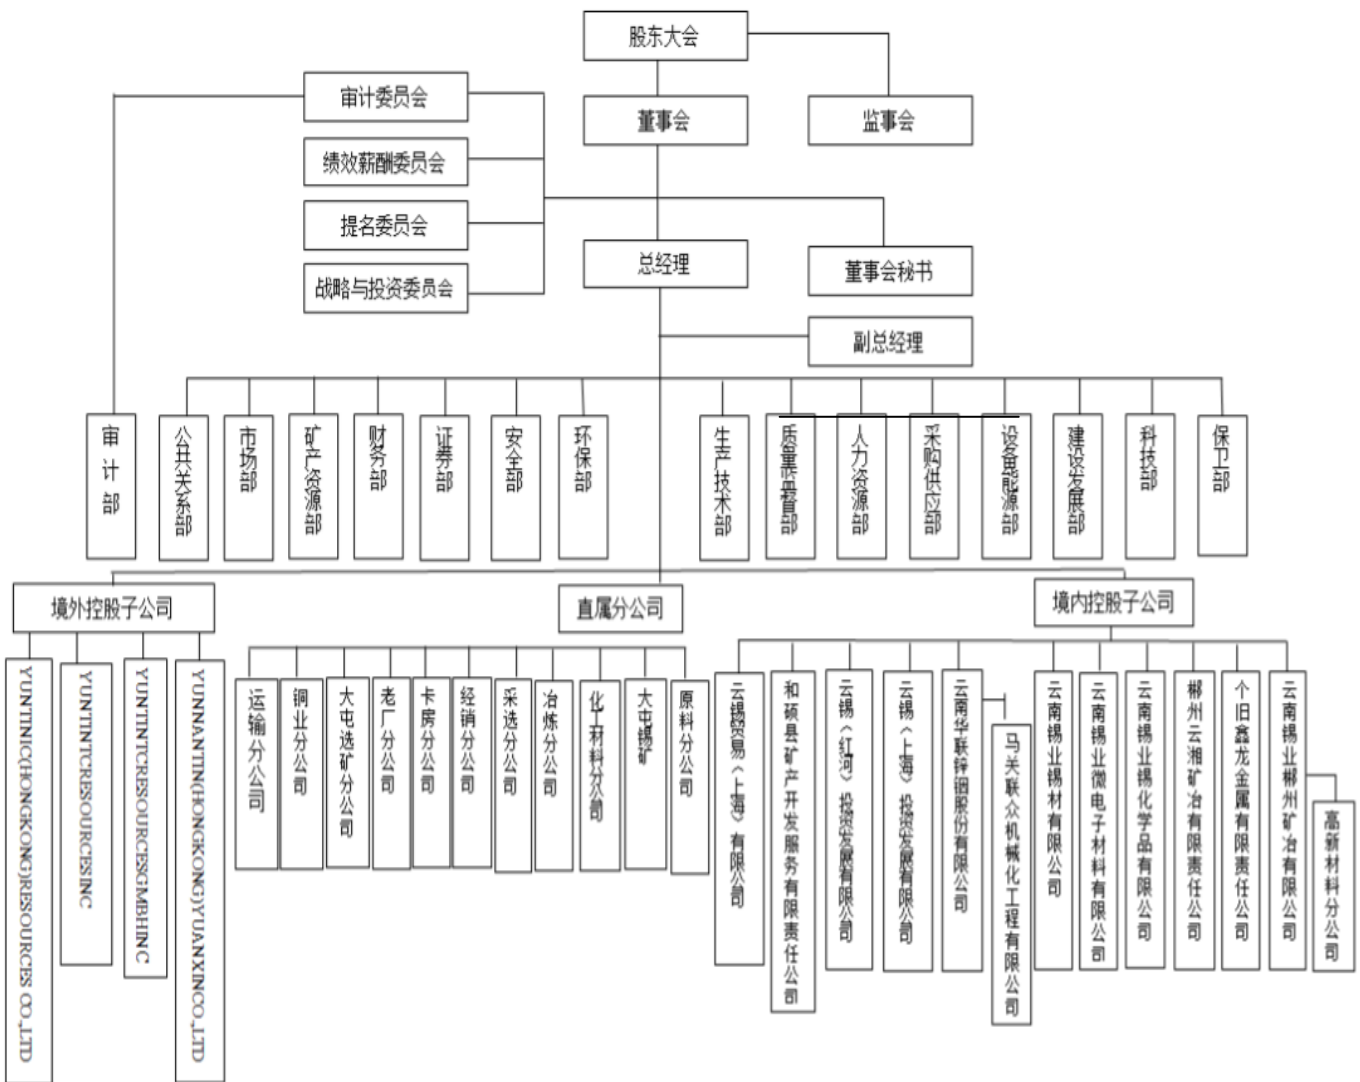 股东大会
审计委员会
董事会
监事会
绩效薪酬委员会
提名委员会
总经理
董事会秘书
战略与投资委员会
副总经理
审计部
公共关系部
市场部
矿产资源部
财务部
证券部
安全部
环保部
生产技术部
质量监督部
人力资源部
采购供应部
设备能源部
建设发展部
科技部
保卫部
境外控股子公司
直属分公司
境内控股子公司
YUNTINIC(HONGKONG)RESOURCES CO.,LTD
YUNTINTCRESOURCESINC
YUNTINTCRESOURCESGMBHINC
YUNNANTIN(HONGKONG)YUANXINCO.,LTD
运输分公司
铜业分公司
大屯选矿分公司
老厂分公司
卡房分公司
经销分公司
采选分公司
冶炼分公司
化工材料分公司
大屯锡矿
原料分公司
云锡贸易（上海）有限公司
和硕县矿产开发服务有限责任公司
云锡（红河）投资发展有限公司
云锡（上海）投资发展有限公司
云南华联锌铟股份有限公司
马关联众机械化工程有限公司
云南锡业锡材有限公司
云南锡业微电子材料有限公司
云南锡业锡化学品有限公司
郴州云湘矿冶有限责任公司
个旧鑫龙金属有限责任公司
云南锡业郴州矿冶有限公司
高新材料分公司